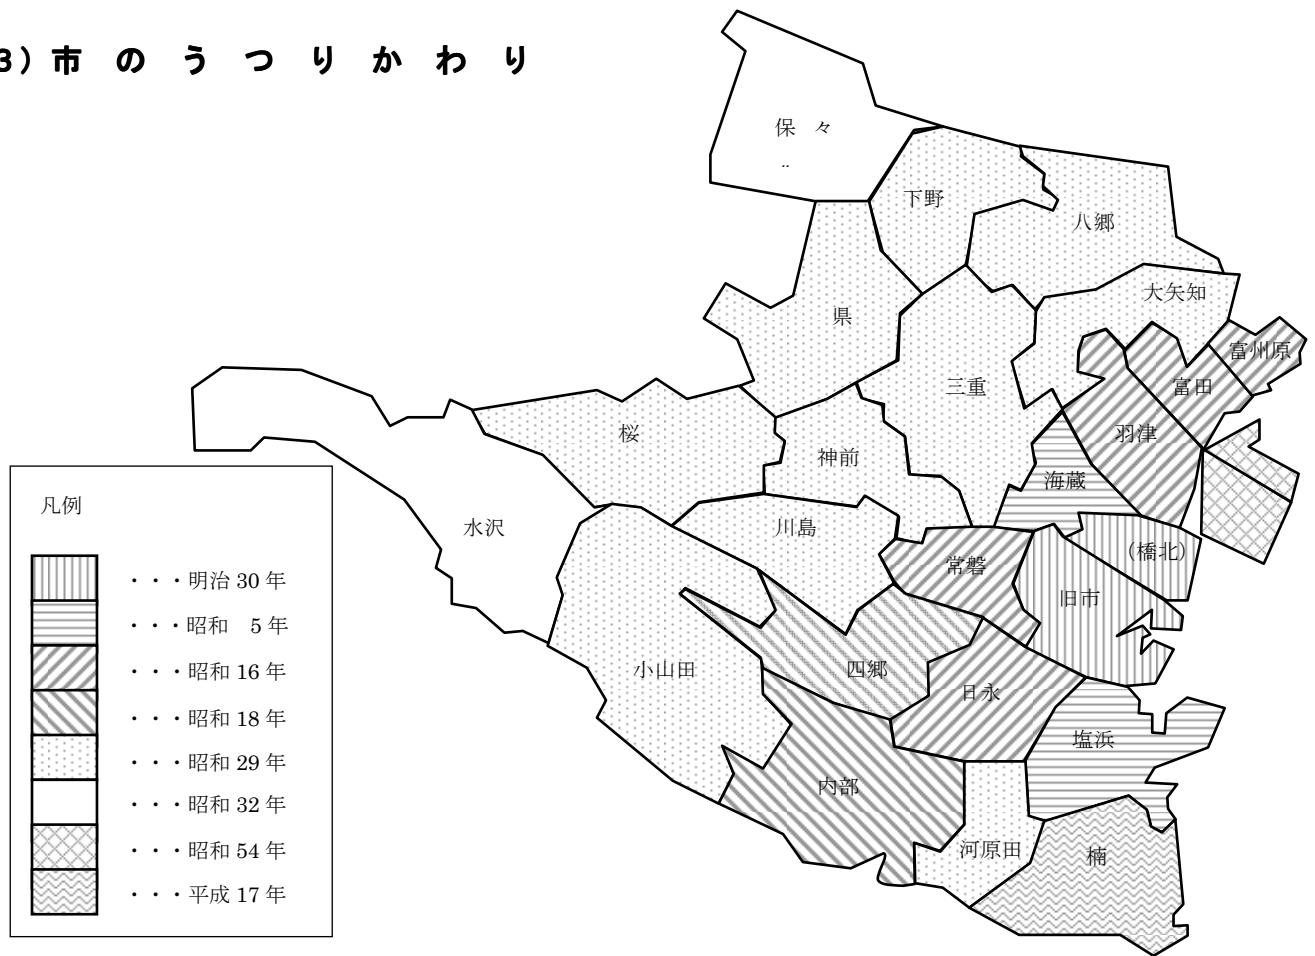 3) 市 の う つ り か わ り
保 々
‥
下野
八郷
大矢知
県
富州原
富田
三重
羽津
桜
神前
海蔵
水沢
川島
(橋北)
常磐
旧市
小山田
四郷
日永
塩浜
内部
河原田
楠
凡例
・・・明治 30 年
・・・昭和 5 年
・・・昭和 16 年
・・・昭和 18 年
・・・昭和 29 年
・・・昭和 32 年
・・・昭和 54 年
・・・平成 17 年